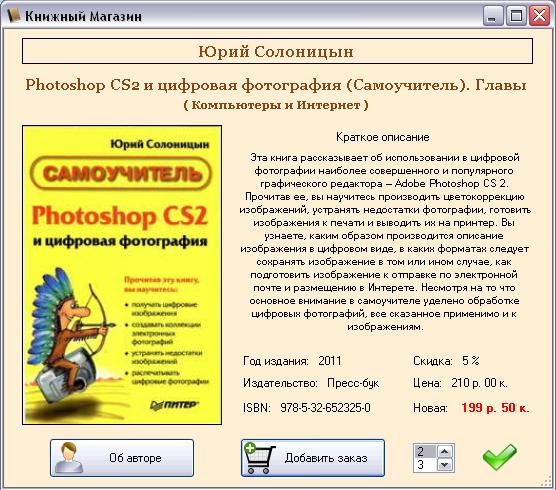 Книжный Магазин
Юрий Солоницын
Photoshop CS2 и цифровая фотография (Самоучитель). Главы
( Компьютеры и Интернет )
Юрий Солоницын
САМОУЧИТЕЛЬ
Photoshop CS2
и цифровая фотография
Прочитав эту книгу,
вы научитесь:
• получать цифровые
изображения
• создавать коллекции
электронных
фотографий
• устранять недостатки
изображений
• распечатывать
цифровые фотографии
ПИТЕР
Краткое описание
Эта книга рассказывает об использовании в цифровой
фотографии наиболее совершенного и популярного
графического редактора – Adobe Photoshop CS 2.
Прочитав ее, вы научитесь производить цветокоррекцию
изображений, устранять недостатки фотографии, готовить
изображения к печати и выводить их на принтер. Вы
узнаете, каким образом производится описание
изображения в цифровом виде, в каких форматах следует
сохранять изображение в том или ином случае, как
подготовить изображение к отправке по электронной
почте и размещению в Интерете. Несмотря на то что
основное внимание в самоучителе уделено обработке
цифровых фотографий, все сказанное применимо и к
изображениям.
Год издания: 2011 Скидка: 5 %
Издательство: Пресс-бук Цена: 210 р. 00 к.
ISBN: 978-5-32-652325-0 Новая: 199 р. 50 к.
Об авторе
Добавить заказ
2
3